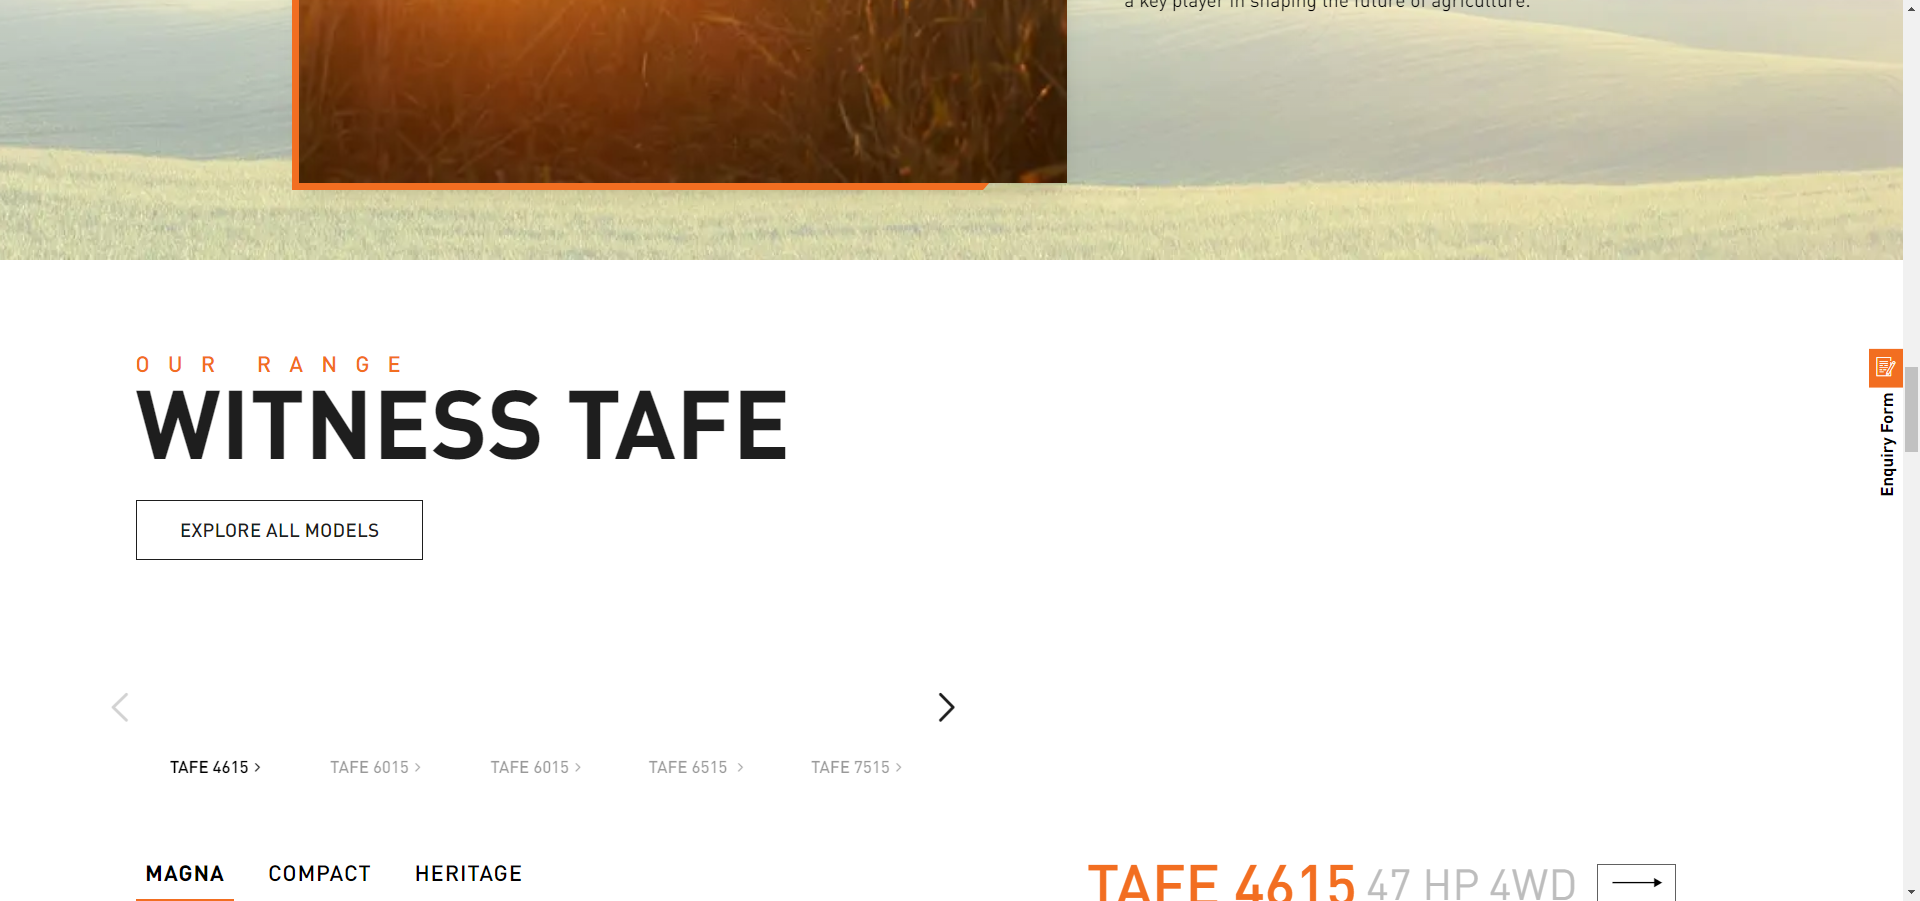 a key player in shaping the future of agriculture.
OUR RANGE
WITNESS TAFE
Enquiry Form
EXPLORE ALL MODELS
TAFE 4615 TAFE 6015 TAFE 6015 TAFE 6515 TAFE 7515
MAGNA COMPACT HERITAGE
TAFE 4615 47 HP 4WD